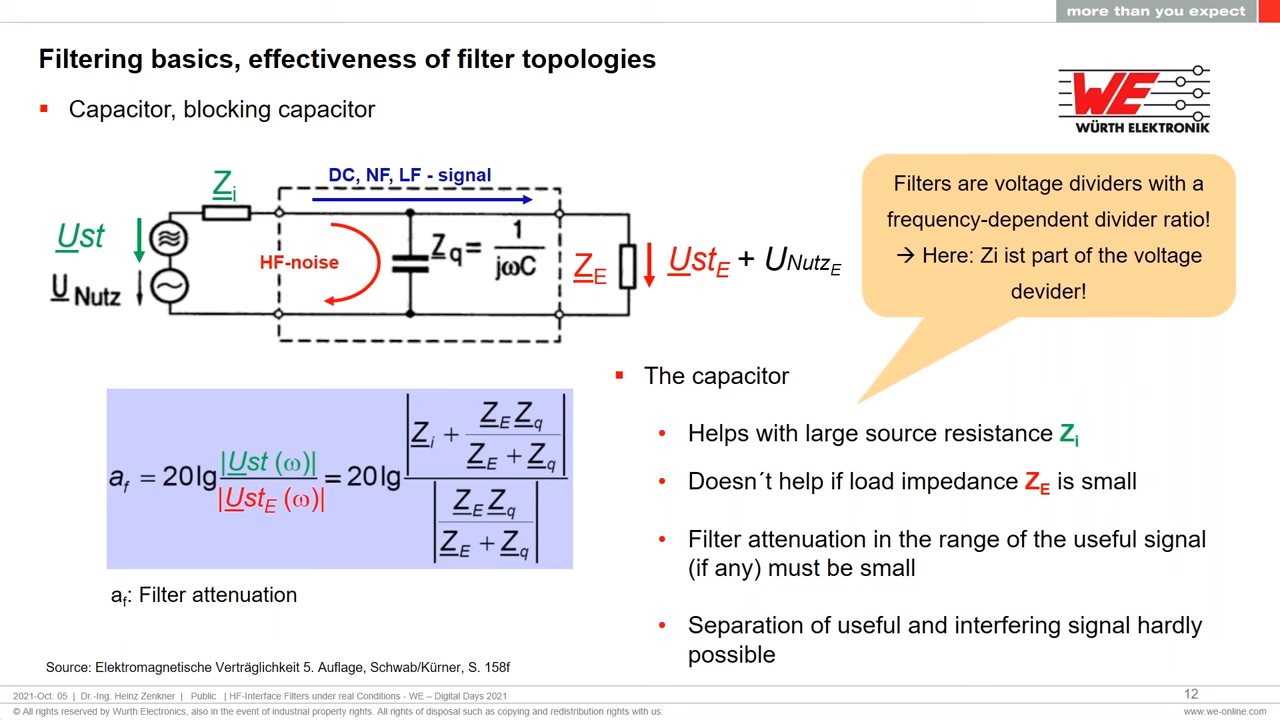 more than you expect
Filtering basics, effectiveness of filter topologies
▪ Capacitor, blocking capacitor
WE
WÜRTH ELEKTRONIK
Zi
DC, NF, LF - signal
Ust
U Nutz
HF-noise
Zq = 1 / jωC
ZE
UstE + UNutzE
Filters are voltage dividers with a
frequency-dependent divider ratio!
→ Here: Zi ist part of the voltage
devider!
af = 20lg |Ust (ω)| / |UstE (ω)| = 20lg |Zi + ZE Zq / (ZE + Zq)| / |ZE Zq / (ZE + Zq)|
af: Filter attenuation
▪ The capacitor
• Helps with large source resistance Zi
• Doesn´t help if load impedance ZE is small
• Filter attenuation in the range of the useful signal
(if any) must be small
• Separation of useful and interfering signal hardly
possible
Source: Elektromagnetische Verträglichkeit 5. Auflage, Schwab/Kürner, S. 158f
2021-Oct. 05 | Dr.-Ing. Heinz Zenkner | Public | HF-Interface Filters under real Conditions - WE – Digital Days 2021
12
© All rights reserved by Wurth Electronics, also in the event of industrial property rights. All rights of disposal such as copying and redistribution rights with us.
www.we-online.com